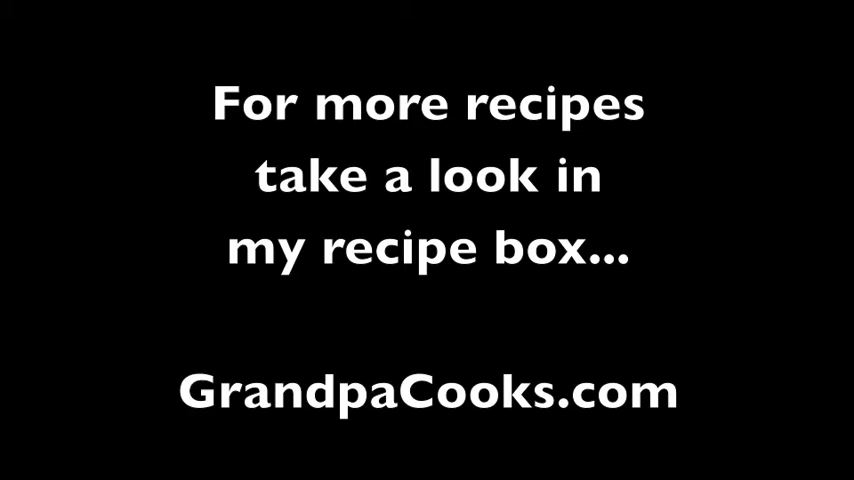 For more recipes
take a look in
my recipe box...
GrandpaCooks.com